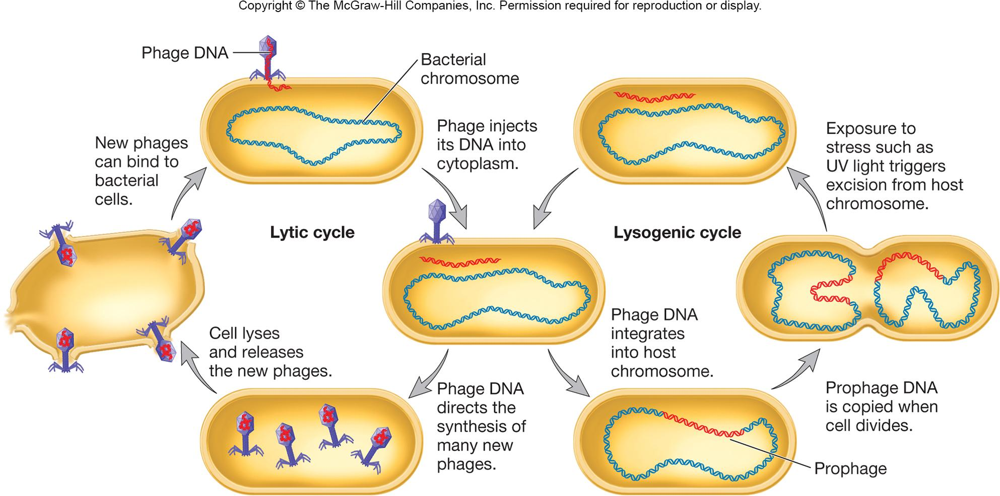 Copyright © The McGraw-Hill Companies, Inc. Permission required for reproduction or display.
Phage DNA
Bacterial
chromosome
Phage injects
its DNA into
cytoplasm.
Exposure to
stress such as
UV light triggers
excision from host
chromosome.
New phages
can bind to
bacterial
cells.
Lytic cycle
Lysogenic cycle
Cell lyses
and releases
the new phages.
Phage DNA
directs the
synthesis of
many new
phages.
Phage DNA
integrates
into host
chromosome.
Prophage DNA
is copied when
cell divides.
Prophage